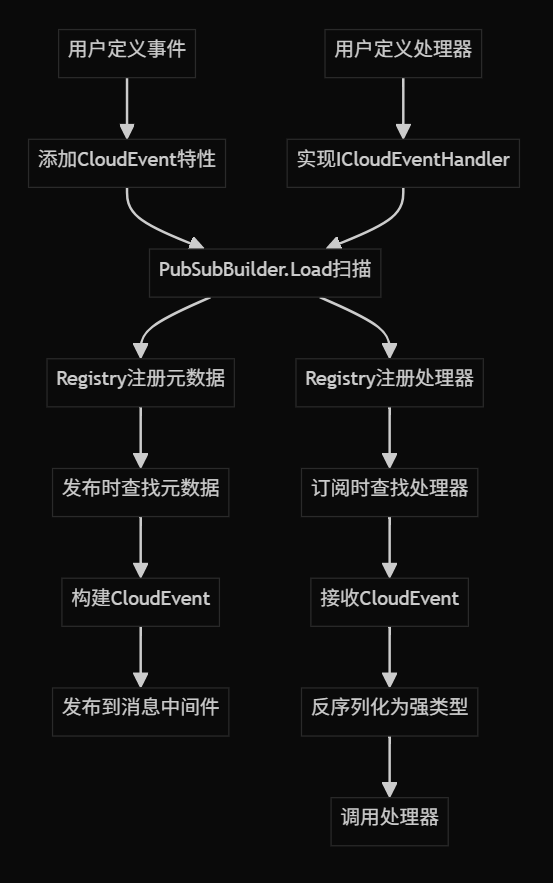 用户定义事件
用户定义处理器
添加CloudEvent特性
实现ICloudEventHandler
PubSubBuilder.Load扫描
Registry注册元数据
Registry注册处理器
发布时查找元数据
订阅时查找处理器
构建CloudEvent
接收CloudEvent
发布到消息中间件
反序列化为强类型
调用处理器